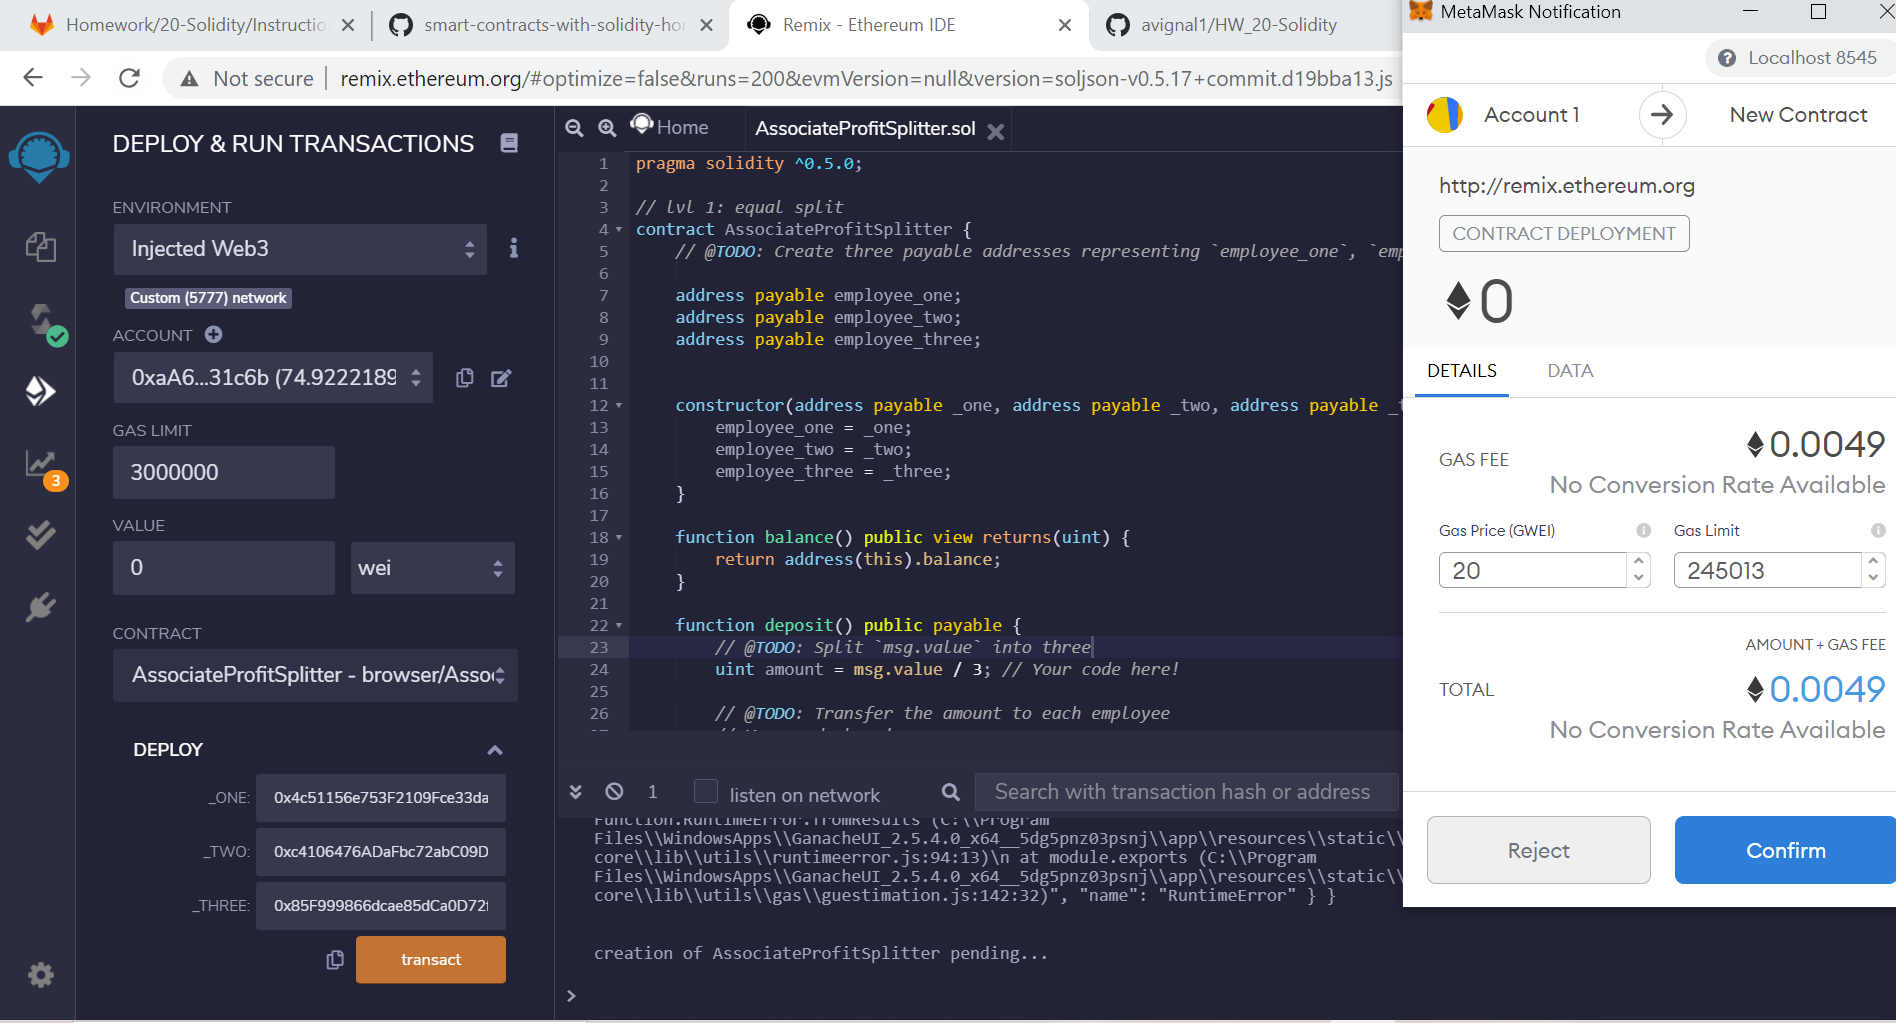 Homework/20-Solidity/Instructio
smart-contracts-with-solidity-ho
Remix - Ethereum IDE
avignal1/HW_20-Solidity
Not secure
remix.ethereum.org/#optimize=false&runs=200&evmVersion=null&version=soljson-v0.5.17+commit.d19bba13.js
DEPLOY & RUN TRANSACTIONS
ENVIRONMENT
Injected Web3
Custom (5777) network
ACCOUNT
0xaA6...31c6b (74.9222189
GAS LIMIT
3000000
VALUE
0
wei
CONTRACT
AssociateProfitSplitter - browser/Asso
DEPLOY
_ONE:
0x4c51156e753F2109Fce33da
_TWO:
0xc4106476ADaFbc72abC09D
_THREE:
0x85F999866dcae85dCa0D72f
transact
3
Home
AssociateProfitSplitter.sol
1 pragma solidity ^0.5.0;
2
3 // lvl 1: equal split
4 contract AssociateProfitSplitter {
5 // @TODO: Create three payable addresses representing `employee_one`, `emp
6
7 address payable employee_one;
8 address payable employee_two;
9 address payable employee_three;
10
11
12 constructor(address payable _one, address payable _two, address payable _t
13 employee_one = _one;
14 employee_two = _two;
15 employee_three = _three;
16 }
17
18 function balance() public view returns(uint) {
19 return address(this).balance;
20 }
21
22 function deposit() public payable {
23 // @TODO: Split `msg.value` into three
24 uint amount = msg.value / 3; // Your code here!
25
26 // @TODO: Transfer the amount to each employee
1
listen on network
Search with transaction hash or address
Function.RuntimeError.fromResults (C:\\Program
Files\\WindowsApps\\GanacheUI_2.5.4.0_x64__5dg5pnz03psnj\\app\\resources\\static\\
core\\lib\\utils\\runtimeerror.js:94:13)\n at module.exports (C:\\Program
Files\\WindowsApps\\GanacheUI_2.5.4.0_x64__5dg5pnz03psnj\\app\\resources\\static\\
core\\lib\\utils\\gas\\guestimation.js:142:32)", "name": "RuntimeError" } }
creation of AssociateProfitSplitter pending...
>
MetaMask Notification
Localhost 8545
Account 1
New Contract
http://remix.ethereum.org
CONTRACT DEPLOYMENT
0
DETAILS
DATA
GAS FEE
0.0049
No Conversion Rate Available
Gas Price (GWEI)
Gas Limit
20
245013
AMOUNT + GAS FEE
TOTAL
0.0049
No Conversion Rate Available
Reject
Confirm